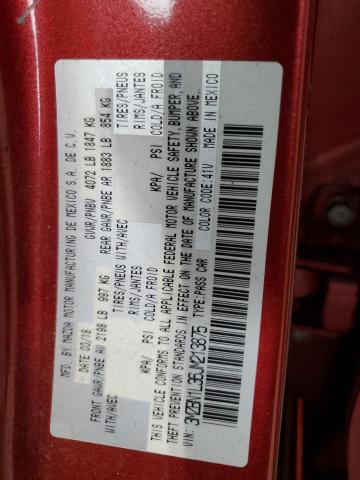 MFD. BY MAZDA MOTOR MANUFACTURING DE MEXICO S.A. DE C.V.
DATE 03/18 GVWR/PNBV 4072 LB 1847 KG
FRONT GAWR/PNBE AV 2198 LB 997 KG REAR GAWR/PNBE AR 1883 LB 854 KG
WITH/AVEC TIRES/PNEUS WITH/AVEC TIRES/PNEUS
RIMS/JANTES RIMS/JANTES
KPA/ PSI COLD/A FROID KPA/ PSI COLD/A FROID
THIS VEHICLE CONFORMS TO ALL APPLICABLE FEDERAL MOTOR VEHICLE SAFETY, BUMPER, AND
THEFT PREVENTION STANDARDS IN EFFECT ON THE DATE OF MANUFACTURE SHOWN ABOVE.
3MZBN1L36JM213875 TYPE:PASS CAR COLOR CODE:41V MADE IN MEXICO